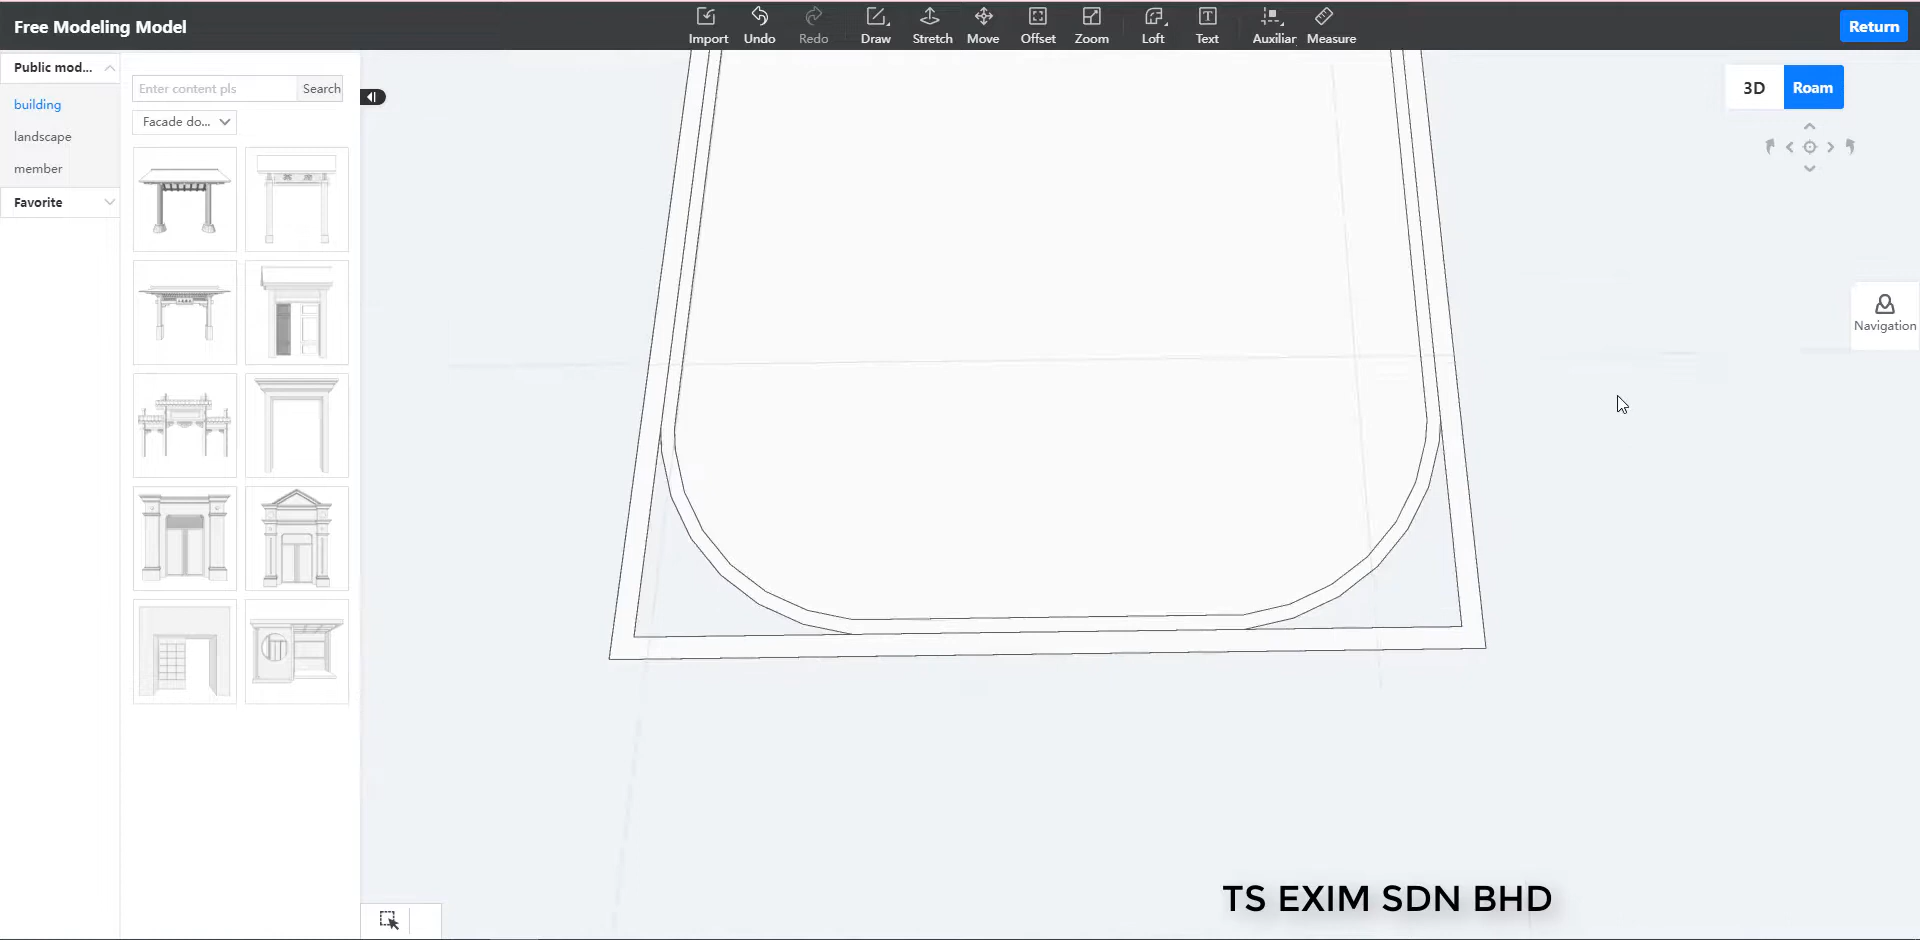 Free Modeling Model
Import
Undo
Redo
Draw
Stretch
Move
Offset
Zoom
Loft
Text
Auxiliar
Measure
Return
Public mod...
building
landscape
member
Favorite
Enter content pls
Search
Facade do...
3D
Roam
Navigation
TS EXIM SDN BHD